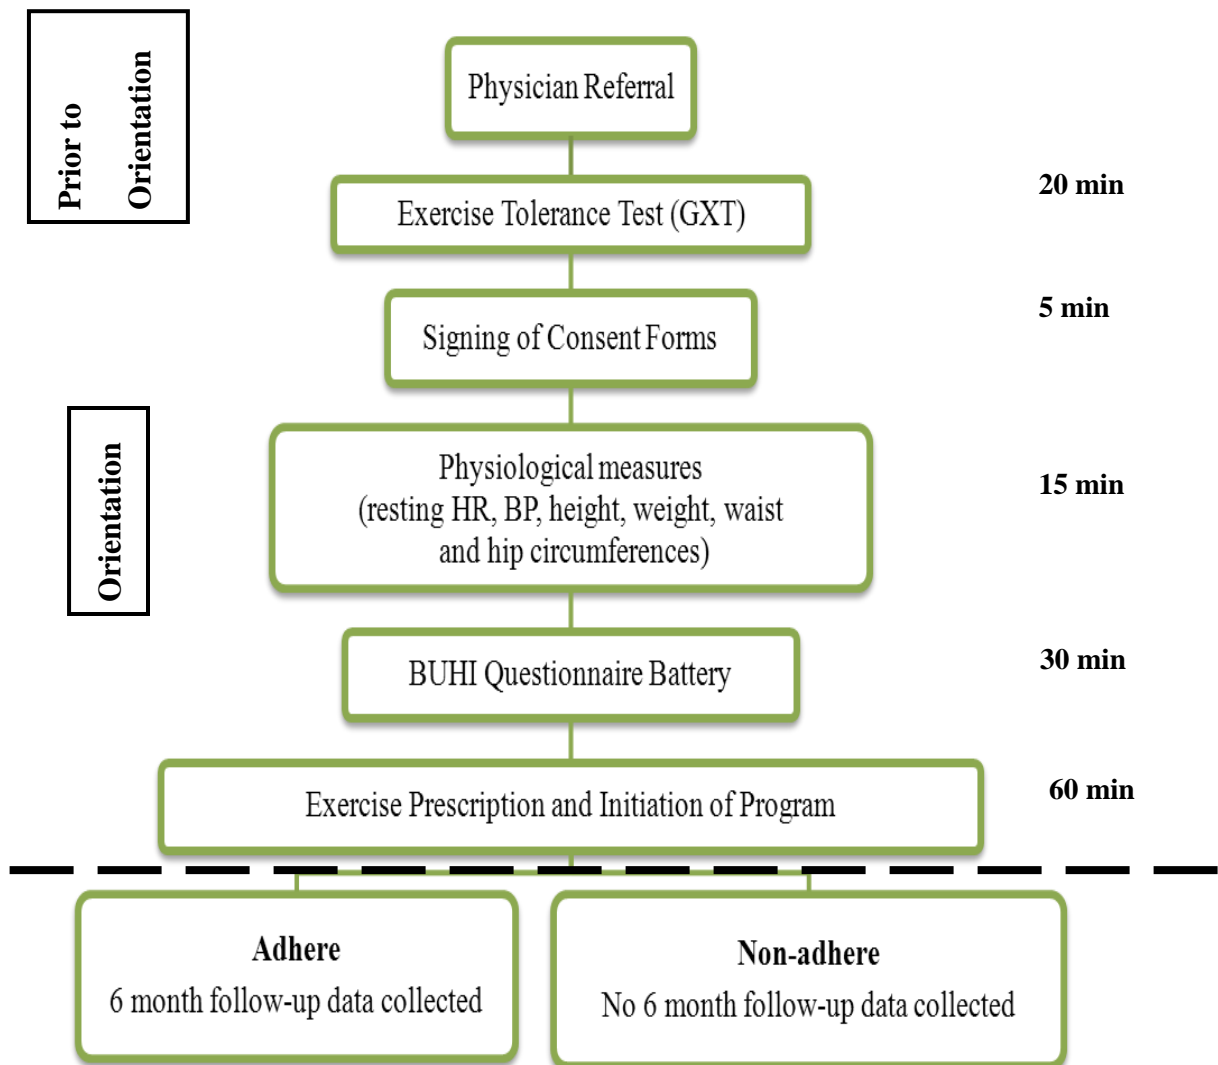 Prior to
Orientation
Physician Referral
20 min
Exercise Tolerance Test (GXT)
5 min
Signing of Consent Forms
Orientation
Physiological measures
(resting HR, BP, height, weight, waist
and hip circumferences)
15 min
BUHI Questionnaire Battery
30 min
Exercise Prescription and Initiation of Program
60 min
Adhere
6 month follow-up data collected
Non-adhere
No 6 month follow-up data collected